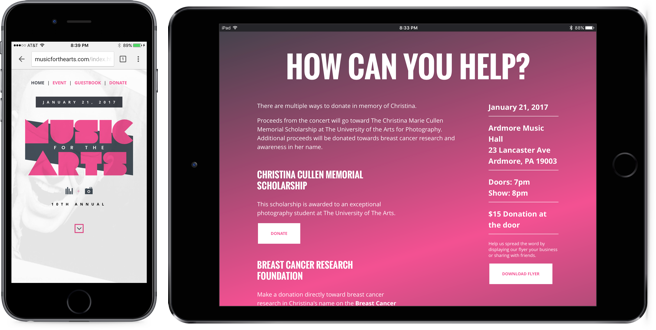 AT&T
8:39 PM
89%
musicforthearts.com/index
1
HOME | EVENT | GUESTBOOK | DONATE
JANUARY 21, 2017
MUSIC
FOR THE
ARTS
10TH ANNUAL
iPad
8:33 PM
80%
HOW CAN YOU HELP?
There are multiple ways to donate in memory of Christina.
Proceeds from the concert will go toward The Christina Marie Cullen
Memorial Scholarship at The University of the Arts for Photography.
Additional proceeds will be donated towards breast cancer research and
awareness in her name.
CHRISTINA CULLEN MEMORIAL
SCHOLARSHIP
This scholarship is awarded to an exceptional
photography student at The University of The Arts.
DONATE
BREAST CANCER RESEARCH
FOUNDATION
Make a donation directly toward breast cancer
research in Christina's name on the Breast Cancer
January 21, 2017
Ardmore Music
Hall
23 Lancaster Ave
Ardmore, PA 19003
Doors: 7pm
Show: 8pm
$15 Donation at
the door
Help us spread the word by
displaying our flyer your business
or sharing with friends.
DOWNLOAD FLYER